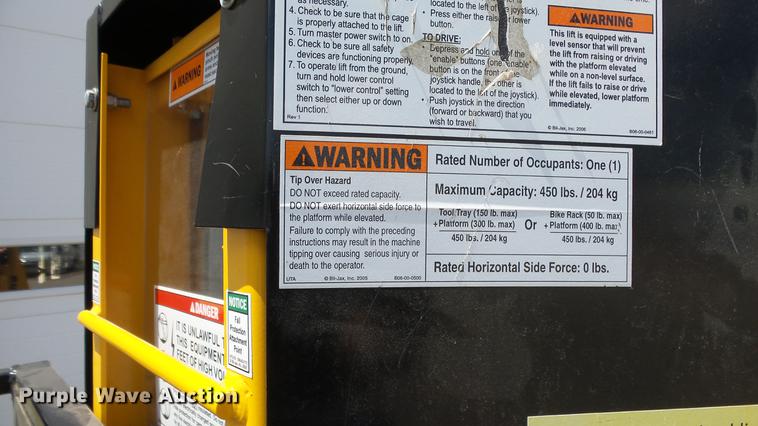 as necessary.
4. Check to be sure that the cage
is properly attached to the lift.
5. Turn master power switch to on.
6. Check to be sure all safety
devices are functioning properly.
7. To operate lift from the ground,
turn and hold lower control
switch to "lower control" setting
then select either up or down
function.
Rev 1
located to the left of the joystick).
• Press either the raise or lower
button.
TO DRIVE:
• Depress and hold one of the
"enable" buttons (one "enable"
button is on the front of the
joystick handle, the other is
located to the left of the joystick).
• Push joystick in the direction
(forward or backward) that you
wish to travel.
© Bil-Jax, Inc. 2006
B06-00-0461
WARNING
This lift is equipped with a
level sensor that will prevent
the lift from raising or driving
with the platform elevated
while on a non-level surface.
If the lift fails to raise or drive
while elevated, lower platform
immediately.
WARNING
WARNING
Tip Over Hazard
DO NOT exceed rated capacity.
DO NOT exert horizontal side force to
the platform while elevated.
Failure to comply with the preceding
instructions may result in the machine
tipping over causing serious injury or
death to the operator.
UTA
© Bil-Jax, Inc. 2005
B06-00-0500
Rated Number of Occupants: One (1)
Maximum Capacity: 450 lbs. / 204 kg
Tool Tray (150 lb. max)
+Platform (300 lb. max)
450 lbs. / 204 kg
Or
Bike Rack (50 lb. max)
+Platform (400 lb. max)
450 lbs. / 204 kg
Rated Horizontal Side Force: 0 lbs.
DANGER
IT IS UNLAWFUL T
THIS EQUIPMENT
FEET OF HIGH VO
NOTICE
Fall
Protection
Attachment
Point
Purple Wave Auction